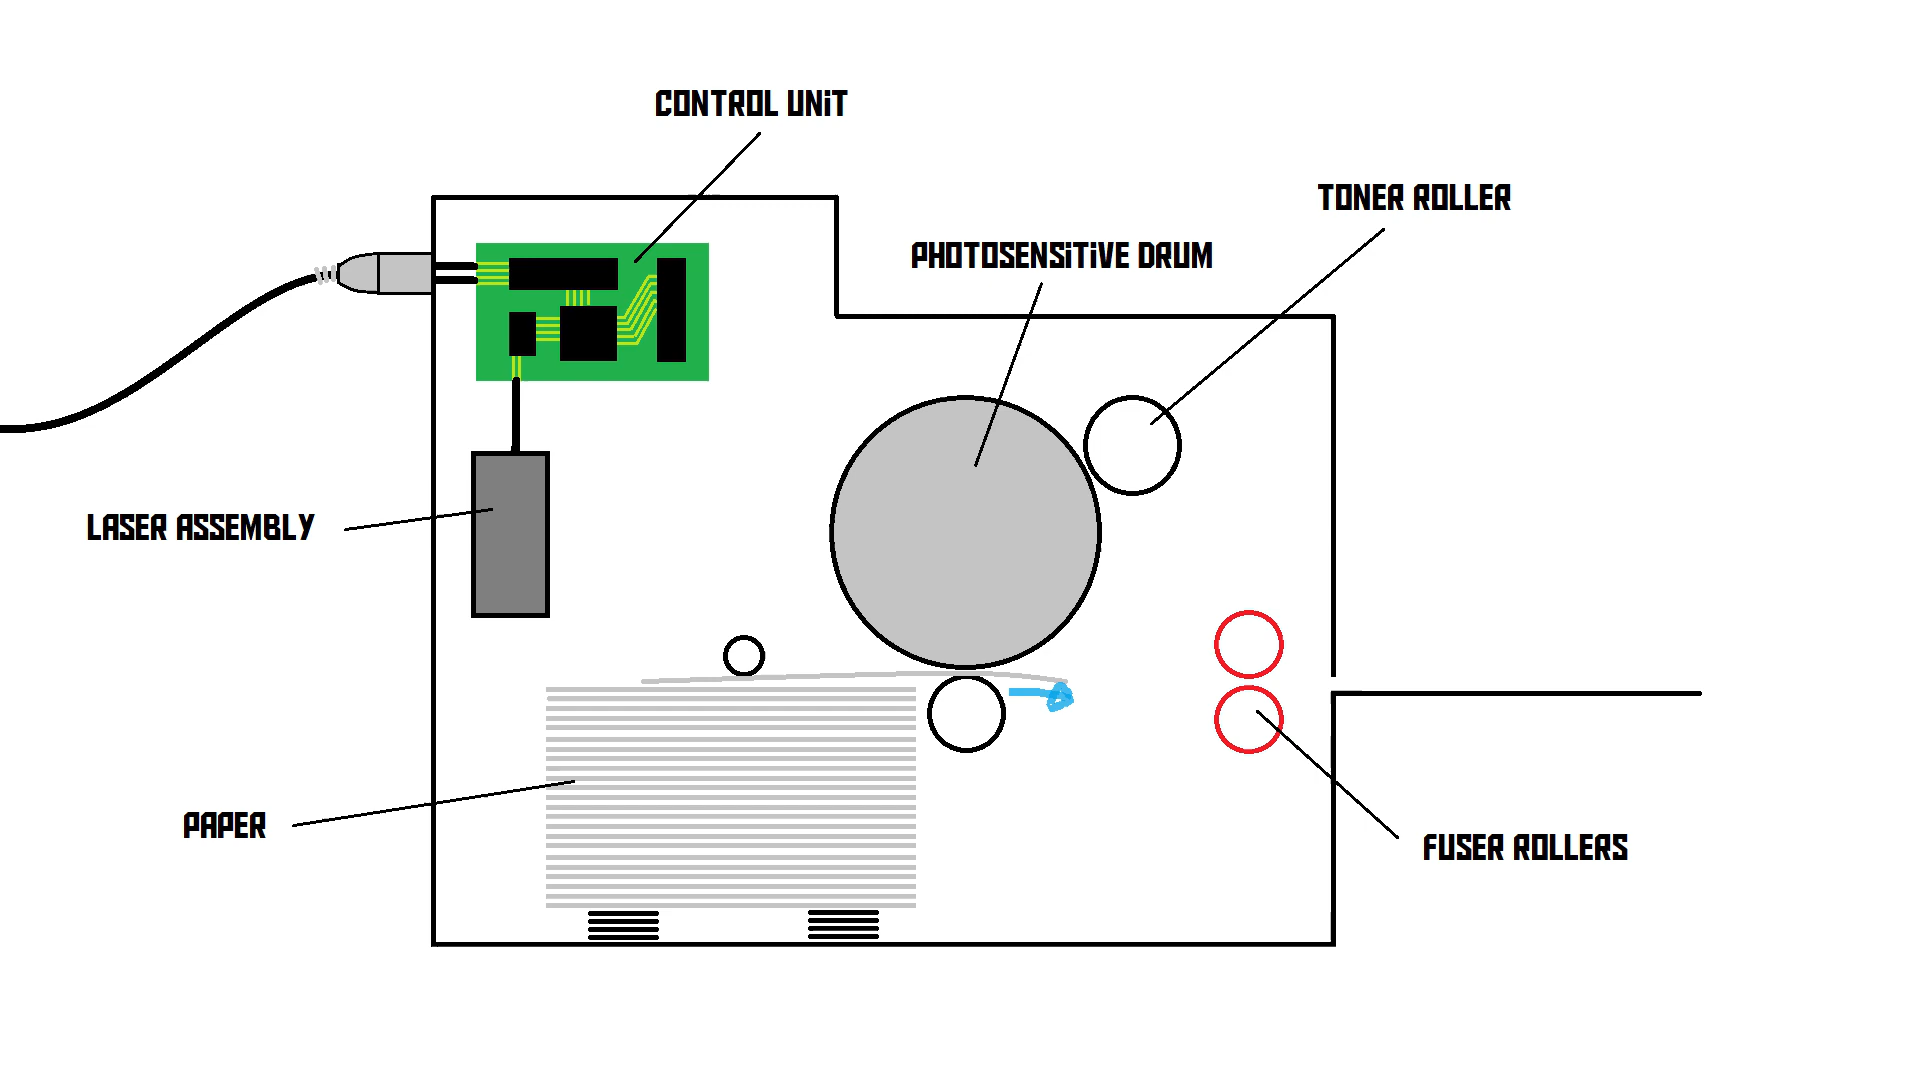 CONTROL UNiT
TONER ROLLER
PHOTOSENSiTiVE DRUM
LASER ASSEMBLY
PAPER
FUSER ROLLERS